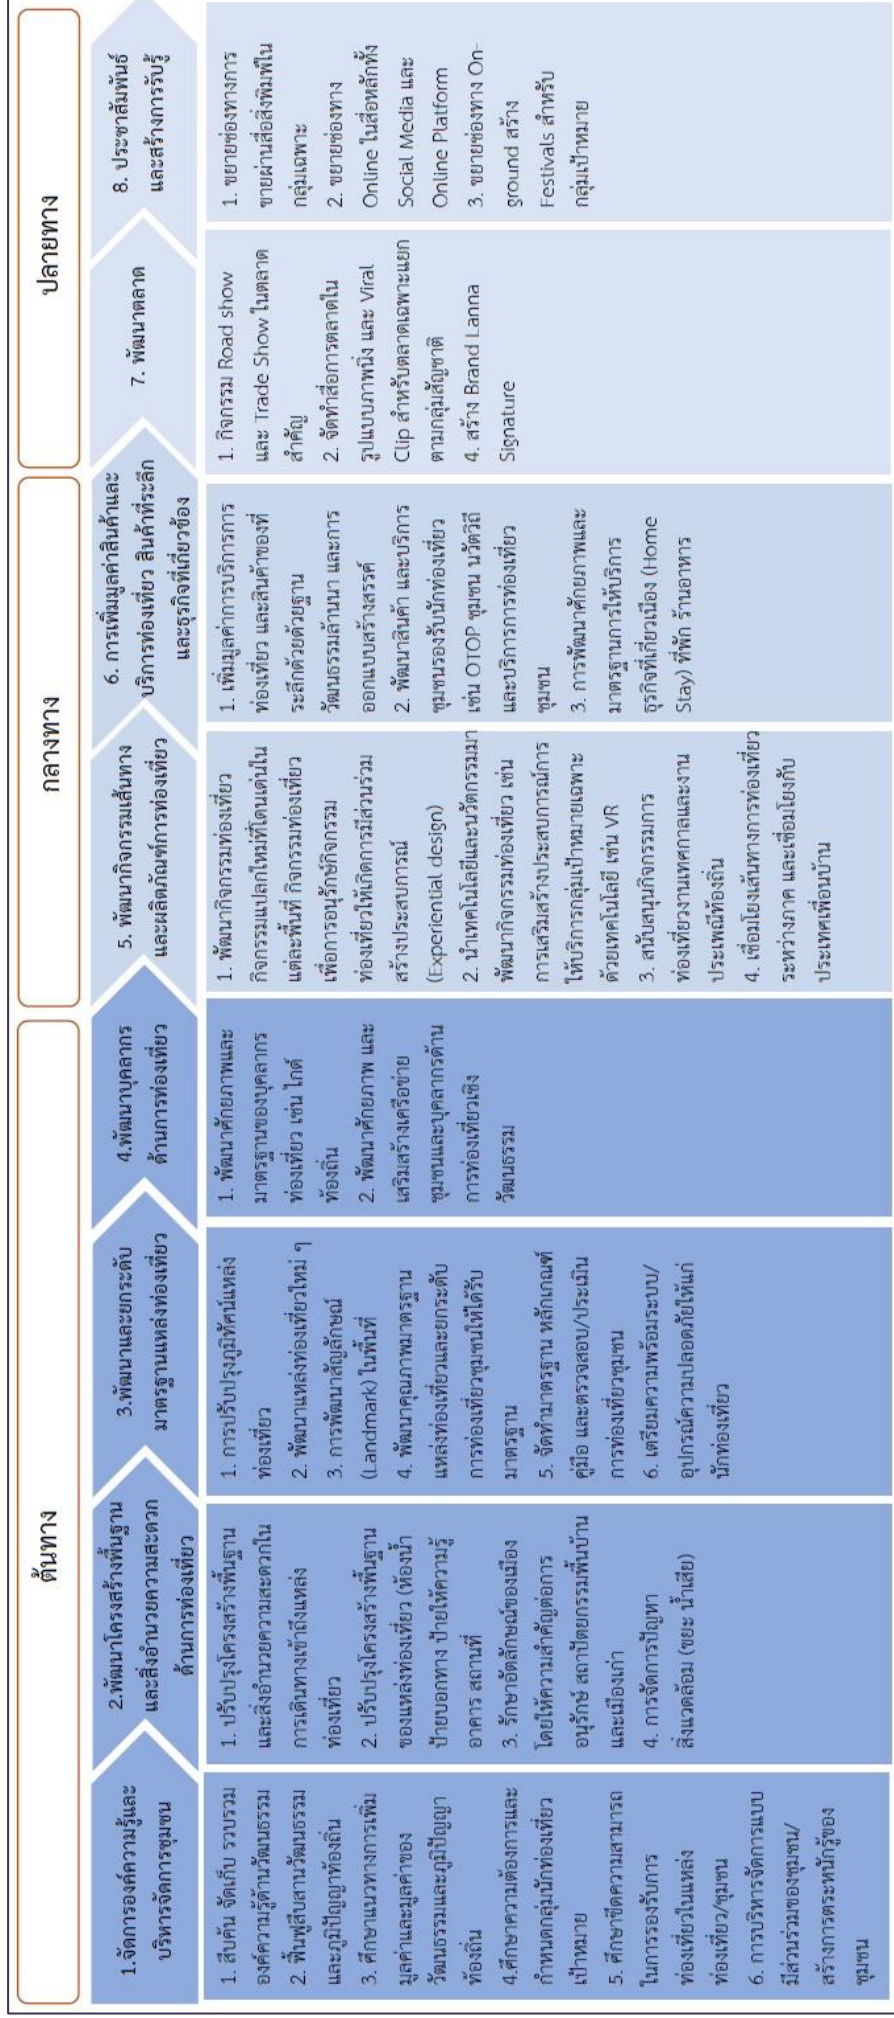 ต้นทาง
กลางทาง
ปลายทาง
1.จัดการองค์ความรู้และ
บริหารจัดการชุมชน
1. สืบค้น จัดเก็บ รวบรวม
องค์ความรู้ด้านวัฒนธรรม
2. ฟื้นฟูสืบสานวัฒนธรรม
และภูมิปัญญาท้องถิ่น
3. ศึกษาแนวทางการเพิ่ม
มูลค่าและมูลค่าของ
วัฒนธรรมและภูมิปัญญา
ท้องถิ่น
4.ศึกษาความต้องการและ
กำหนดกลุ่มนักท่องเที่ยว
เป้าหมาย
5. ศึกษาขีดความสามารถ
ในการรองรับการ
ท่องเที่ยวในแหล่ง
ท่องเที่ยว/ชุมชน
6. การบริหารจัดการแบบ
มีส่วนร่วมของชุมชน/
สร้างการตระหนักรู้ของ
ชุมชน
2.พัฒนาโครงสร้างพื้นฐาน
และสิ่งอำนวยความสะดวก
ด้านการท่องเที่ยว
1. ปรับปรุงโครงสร้างพื้นฐาน
และสิ่งอำนวยความสะดวกใน
การเดินทางเข้าถึงแหล่ง
ท่องเที่ยว
2. ปรับปรุงโครงสร้างพื้นฐาน
ของแหล่งท่องเที่ยว (ห้องน้ำ
ป้ายบอกทาง ป้ายให้ความรู้
อาคาร สถานที่
3. รักษาอัตลักษณ์ของเมือง
โดยให้ความสำคัญต่อการ
อนุรักษ์ สถาปัตยกรรมพื้นบ้าน
และเมืองเก่า
4. การจัดการปัญหา
สิ่งแวดล้อม (ขยะ น้ำเสีย)
3.พัฒนาและยกระดับ
มาตรฐานแหล่งท่องเที่ยว
1. การปรับปรุงภูมิทัศน์แหล่ง
ท่องเที่ยว
2. พัฒนาแหล่งท่องเที่ยวใหม่ ๆ
3. การพัฒนาสัญลักษณ์
(Landmark) ในพื้นที่
4. พัฒนาคุณภาพมาตรฐาน
แหล่งท่องเที่ยวและยกระดับ
การท่องเที่ยวชุมชนให้ได้รับ
มาตรฐาน
5. จัดทำมาตรฐาน หลักเกณฑ์
คู่มือ และตรวจสอบ/ประเมิน
การท่องเที่ยวชุมชน
6. เตรียมความพร้อมระบบ/
อุปกรณ์ความปลอดภัยให้แก่
นักท่องเที่ยว
4.พัฒนาบุคลากร
ด้านการท่องเที่ยว
1. พัฒนาศักยภาพและ
มาตรฐานของบุคลากร
ท่องเที่ยว เช่น ไกด์
ท้องถิ่น
2. พัฒนาศักยภาพ และ
เสริมสร้างเครือข่าย
ชุมชนและบุคลากรด้าน
การท่องเที่ยวเชิง
วัฒนธรรม
5. พัฒนากิจกรรมเส้นทาง
และผลิตภัณฑ์การท่องเที่ยว
1. พัฒนากิจกรรมท่องเที่ยว
กิจกรรมแปลกใหม่ที่โดนเด่นใน
แต่ละพื้นที่ กิจกรรมท่องเที่ยว
เพื่อการอนุรักษ์กิจกรรม
ท่องเที่ยวให้เกิดการมีส่วนร่วม
สร้างประสบการณ์
(Experiential design)
2. นำเทคโนโลยีและนวัตกรรมมา
พัฒนากิจกรรมท่องเที่ยว เช่น
การเสริมสร้างประสบการณ์การ
ให้บริการกลุ่มเป้าหมายเฉพาะ
ด้วยเทคโนโลยี เช่น VR
3. สนับสนุนกิจกรรมการ
ท่องเที่ยวงานเทศกาลและงาน
ประเพณีท้องถิ่น
4. เชื่อมโยงเส้นทางการท่องเที่ยว
ระหว่างภาค และเชื่อมโยงกับ
ประเทศเพื่อนบ้าน
6. การเพิ่มมูลค่าสินค้าและ
บริการท่องเที่ยว สินค้าที่ระลึก
และธุรกิจที่เกี่ยวข้อง
1. เพิ่มมูลค่าการบริการการ
ท่องเที่ยว และสินค้าของที่
ระลึกด้วยด้วยฐาน
วัฒนธรรมล้านนา และการ
ออกแบบสร้างสรรค์
2. พัฒนาสินค้า และบริการ
ชุมชนรองรับนักท่องเที่ยว
เช่น OTOP ชุมชน นวัตวิถี
และบริการการท่องเที่ยว
ชุมชน
3. การพัฒนาศักยภาพและ
มาตรฐานการให้บริการ
ธุรกิจที่เกี่ยวเนื่อง (Home
Stay) ที่พัก ร้านอาหาร
7. พัฒนาตลาด
1. กิจกรรม Road show
และ Trade Show ในตลาด
สำคัญ
2. จัดทำสื่อการตลาดใน
รูปแบบภาพนิ่ง และ Viral
Clip สำหรับตลาดเฉพาะแยก
ตามกลุ่มสัญชาติ
4. สร้าง Brand Lanna
Signature
8. ประชาสัมพันธ์
และสร้างการรับรู้
1. ขยายช่องทางการ
ขายผ่านสื่อสิ่งพิมพ์ใน
กลุ่มเฉพาะ
2. ขยายช่องทาง
Online ในสื่อหลักทั้ง
Social Media และ
Online Platform
3. ขยายช่องทาง On-
ground สร้าง
Festivals สำหรับ
กลุ่มเป้าหมาย